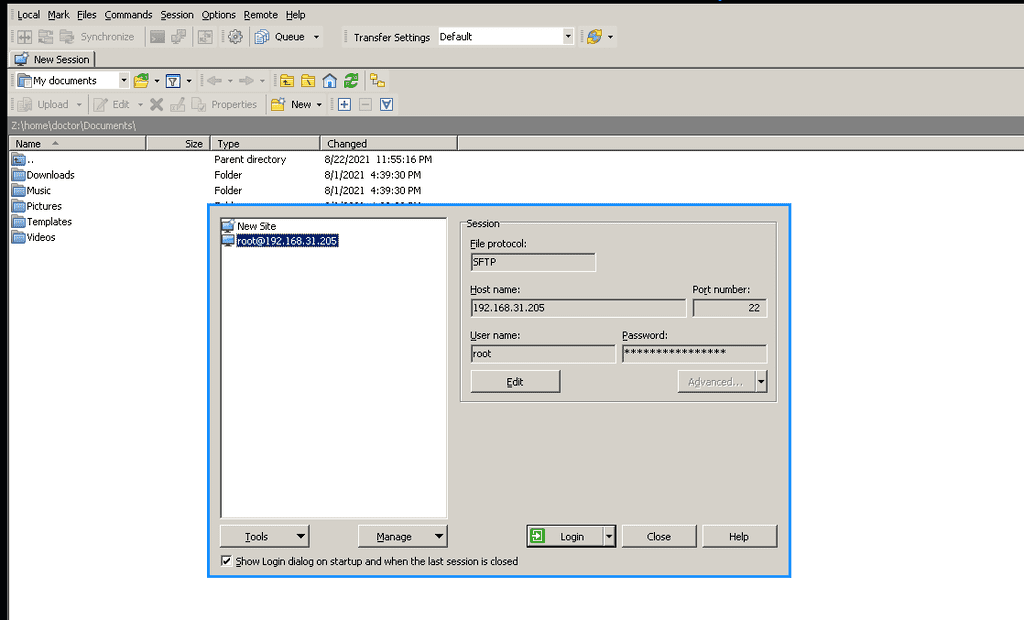 Local Mark Files Commands Session Options Remote Help
Synchronize Queue Transfer Settings Default
New Session
My documents
Upload Edit Properties New
Z:\home\doctor\Documents\
Name Size Type Changed
.. Parent directory 8/22/2021 11:55:16 PM
Downloads Folder 8/1/2021 4:39:30 PM
Music Folder 8/1/2021 4:39:30 PM
Pictures
Templates
Videos
New Site
root@192.168.31.205
Session
File protocol:
SFTP
Host name: Port number:
192.168.31.205 22
User name: Password:
root ****************
Edit Advanced...
Tools Manage Login Close Help
Show Login dialog on startup and when the last session is closed